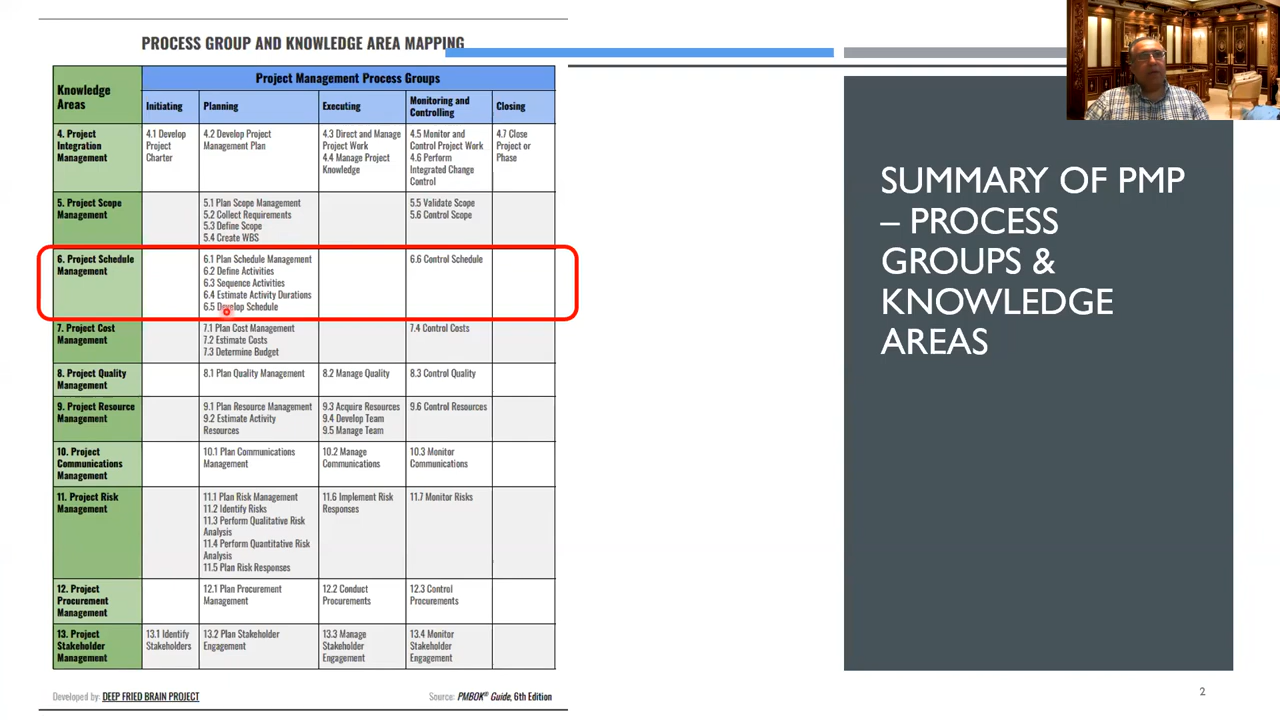 PROCESS GROUP AND KNOWLEDGE AREA MAPPING
Knowledge
Areas
Project Management Process Groups
Initiating
Planning
Executing
Monitoring and
Controlling
Closing
4. Project
Integration
Management
4.1 Develop
Project
Charter
4.2 Develop Project
Management Plan
4.3 Direct and Manage
Project Work
4.4 Manage Project
Knowledge
4.5 Monitor and
Control Project Work
4.6 Perform
Integrated Change
Control
4.7 Close
Project or
Phase
5. Project Scope
Management
5.1 Plan Scope Management
5.2 Collect Requirements
5.3 Define Scope
5.4 Create WBS
5.5 Validate Scope
5.6 Control Scope
6. Project Schedule
Management
6.1 Plan Schedule Management
6.2 Define Activities
6.3 Sequence Activities
6.4 Estimate Activity Durations
6.5 Develop Schedule
6.6 Control Schedule
7. Project Cost
Management
7.1 Plan Cost Management
7.2 Estimate Costs
7.3 Determine Budget
7.4 Control Costs
8. Project Quality
Management
8.1 Plan Quality Management
8.2 Manage Quality
8.3 Control Quality
9. Project Resource
Management
9.1 Plan Resource Management
9.2 Estimate Activity
Resources
9.3 Acquire Resources
9.4 Develop Team
9.5 Manage Team
9.6 Control Resources
10. Project
Communications
Management
10.1 Plan Communications
Management
10.2 Manage
Communications
10.3 Monitor
Communications
11. Project Risk
Management
11.1 Plan Risk Management
11.2 Identify Risks
11.3 Perform Qualitative Risk
Analysis
11.4 Perform Quantitative Risk
Analysis
11.5 Plan Risk Responses
11.6 Implement Risk
Responses
11.7 Monitor Risks
12. Project
Procurement
Management
12.1 Plan Procurement
Management
12.2 Conduct
Procurements
12.3 Control
Procurements
13. Project
Stakeholder
Management
13.1 Identify
Stakeholders
13.2 Plan Stakeholder
Engagement
13.3 Manage
Stakeholder
Engagement
13.4 Monitor
Stakeholder
Engagement
Developed by: DEEP FRIED BRAIN PROJECT
Source: PMBOK® Guide, 6th Edition
SUMMARY OF PMP
– PROCESS
GROUPS &
KNOWLEDGE
AREAS
2